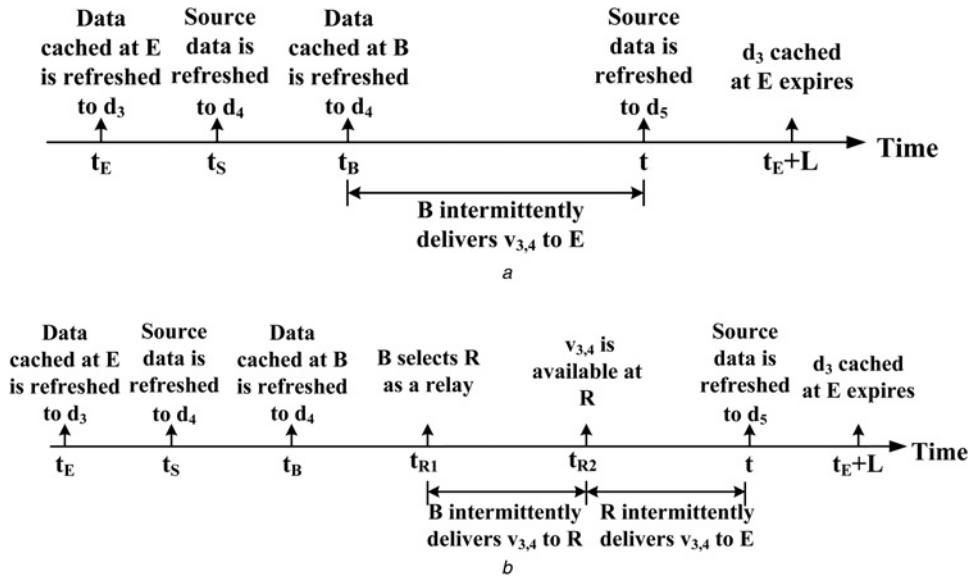 Data
cached at E
is refreshed
to d3
Source
data is
refreshed
to d4
Data
cached at B
is refreshed
to d4
Source
data is
refreshed
to d5
d3 cached
at E expires
tE
tS
tB
t
tE+L
Time
B intermittently
delivers v3,4 to E
a
Data
cached at E
is refreshed
to d3
Source
data is
refreshed
to d4
Data
cached at B
is refreshed
to d4
B selects R
as a relay
v3,4 is
available at
R
Source
data is
refreshed
to d5
d3 cached
at E expires
tE
tS
tB
tR1
tR2
t
tE+L
Time
B intermittently
delivers v3,4 to R
R intermittently
delivers v3,4 to E
b